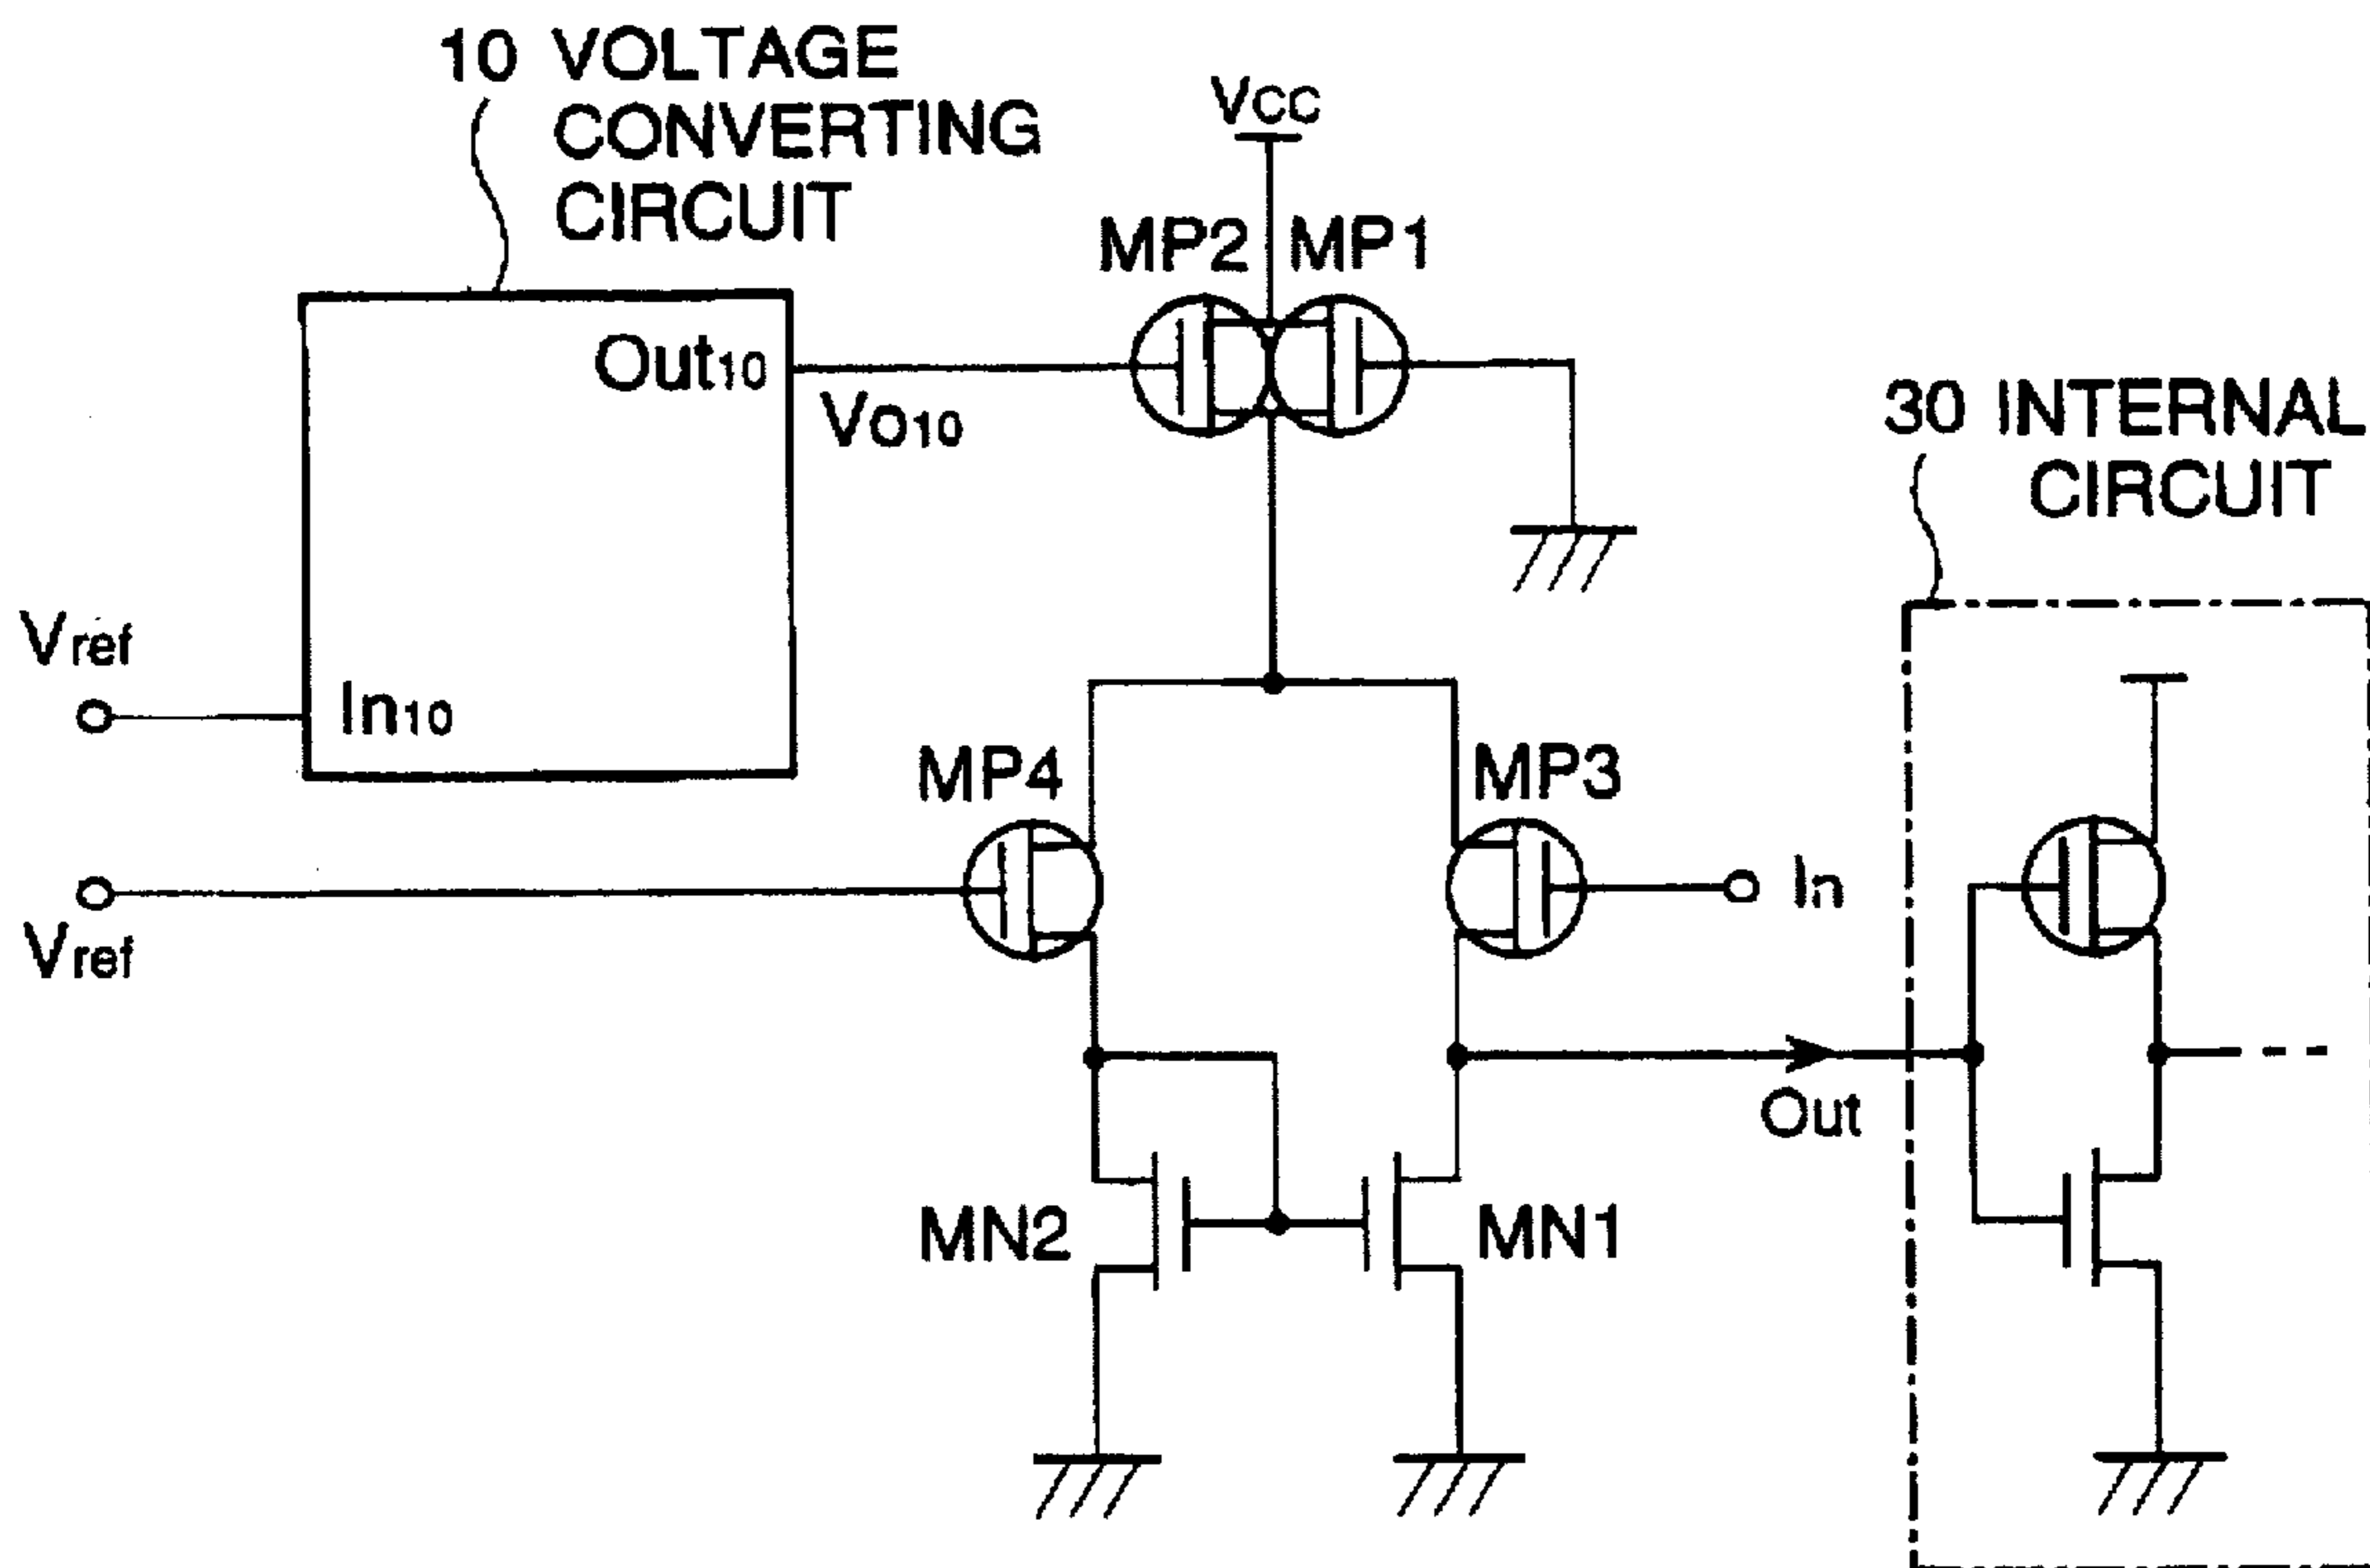 10 VOLTAGE
CONVERTING
CIRCUIT
Vcc
MP2 MP1
Out10
Vo10
30 INTERNAL
CIRCUIT
Vref
In10
MP4
MP3
In
Vref
Out
MN2
MN1